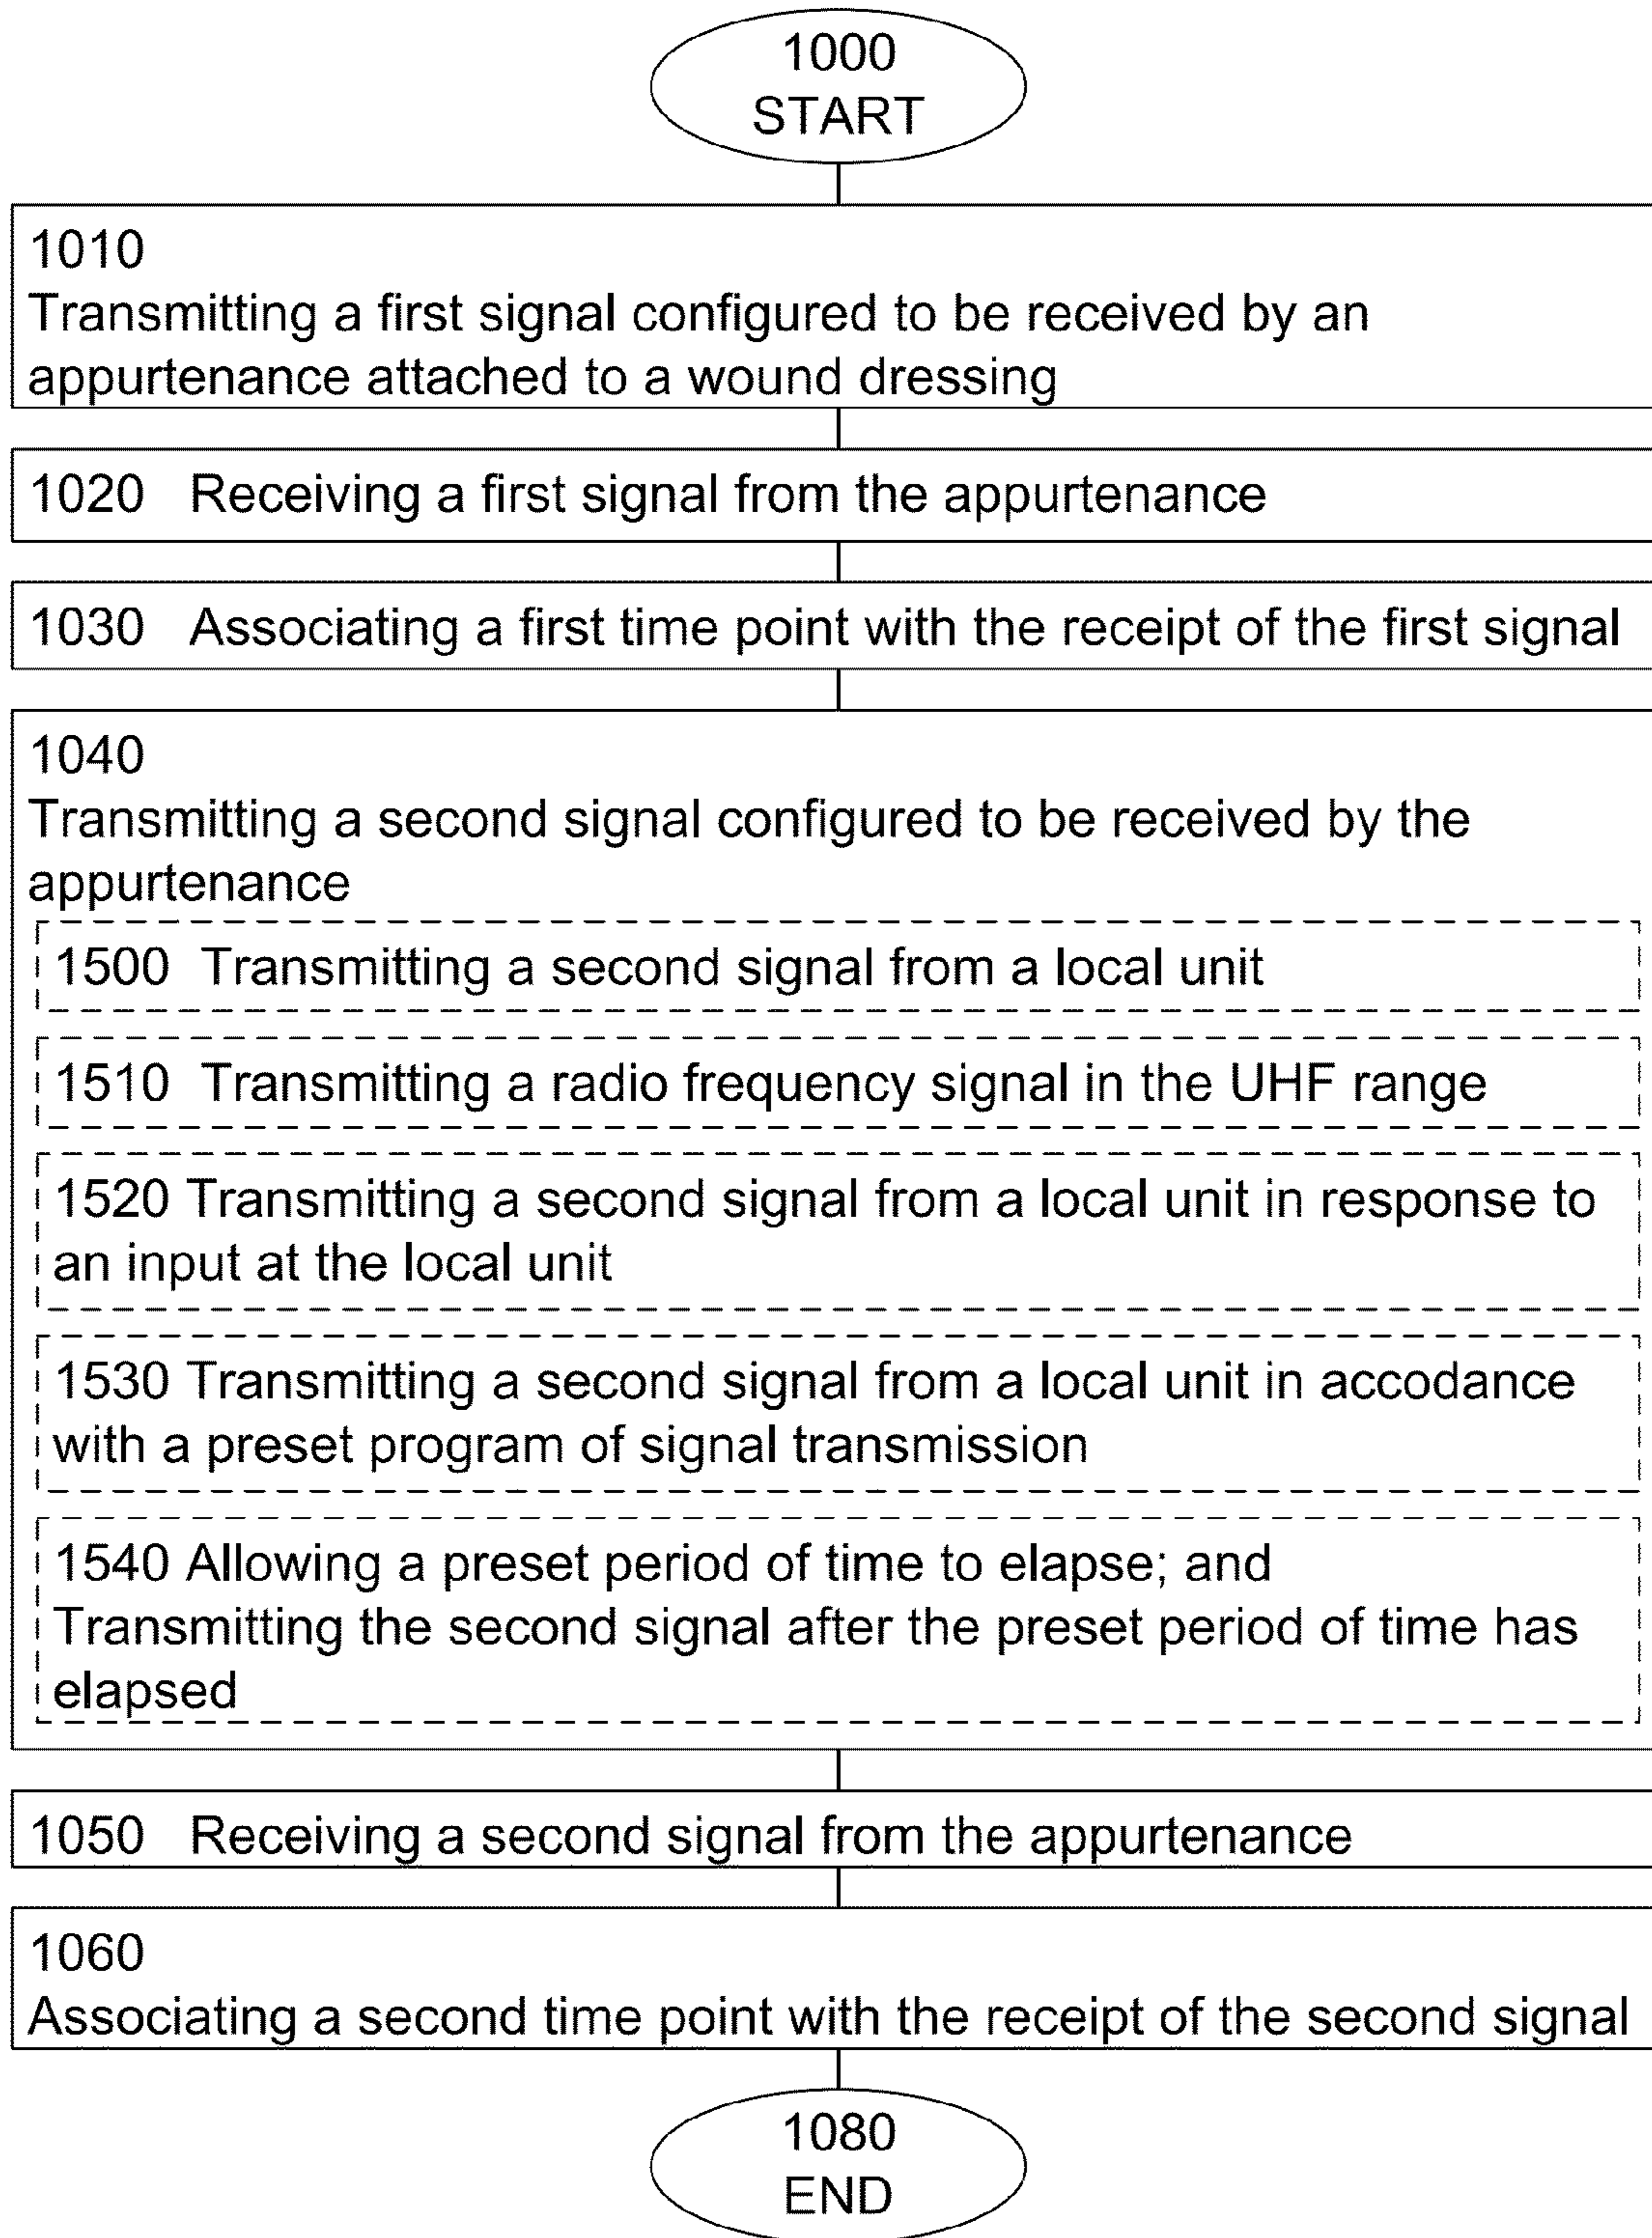 1000
START
1010
Transmitting a first signal configured to be received by an
appurtenance attached to a wound dressing
1020 Receiving a first signal from the appurtenance
1030 Associating a first time point with the receipt of the first signal
1040
Transmitting a second signal configured to be received by the
appurtenance
1500 Transmitting a second signal from a local unit
1510 Transmitting a radio frequency signal in the UHF range
1520 Transmitting a second signal from a local unit in response to
an input at the local unit
1530 Transmitting a second signal from a local unit in accodance
with a preset program of signal transmission
1540 Allowing a preset period of time to elapse; and
Transmitting the second signal after the preset period of time has
elapsed
1050 Receiving a second signal from the appurtenance
1060
Associating a second time point with the receipt of the second signal
1080
END